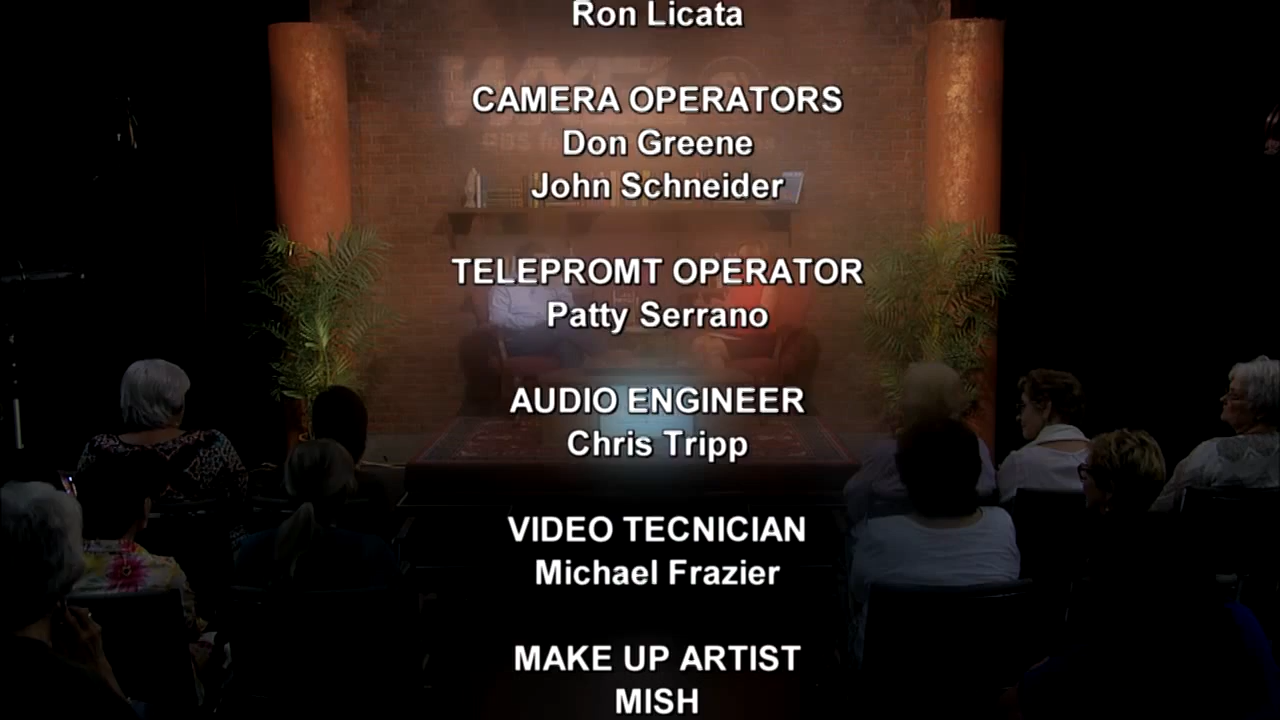 Ron Licata
CAMERA OPERATORS
Don Greene
John Schneider
TELEPROMT OPERATOR
Patty Serrano
AUDIO ENGINEER
Chris Tripp
VIDEO TECNICIAN
Michael Frazier
MAKE UP ARTIST
MISH